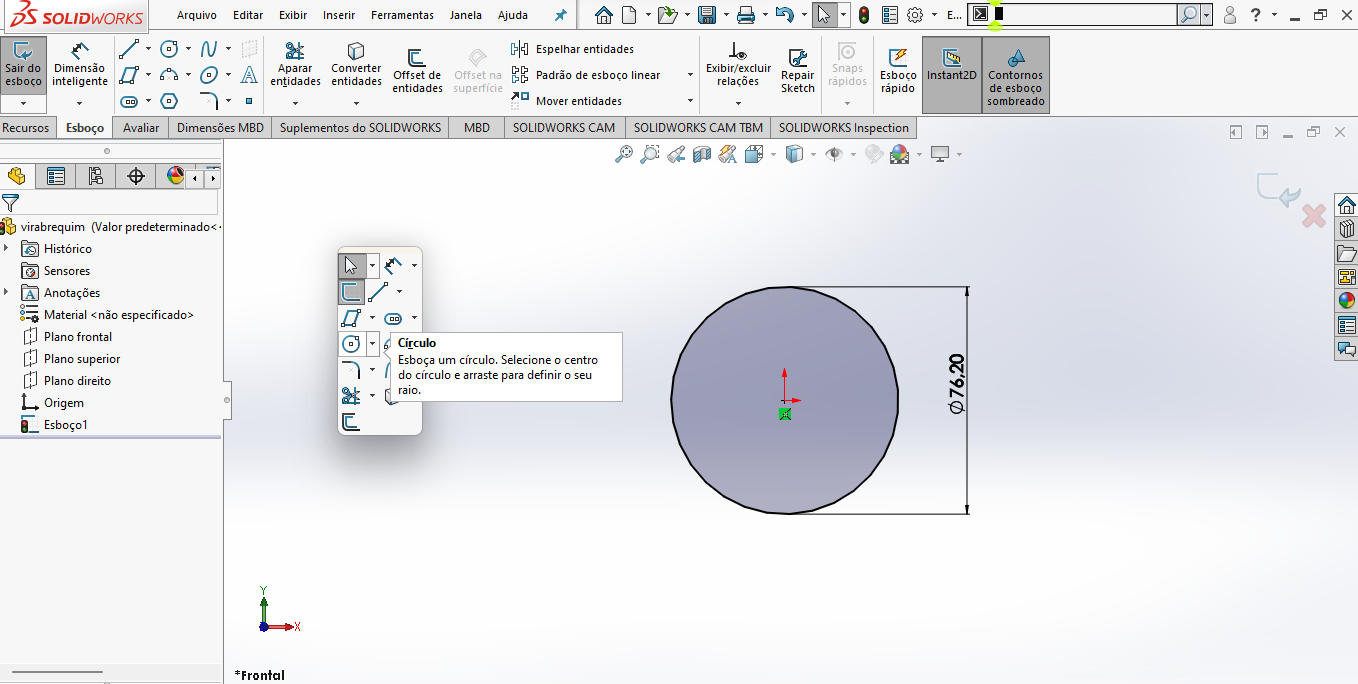 SOLIDWORKS
Arquivo Editar Exibir Inserir Ferramentas Janela Ajuda
E...
Sair do esboço
Dimensão inteligente
Aparar entidades
Converter entidades
Offset de entidades
Offset na superfície
Espelhar entidades
Padrão de esboço linear
Mover entidades
Exibir/excluir relações
Repair Sketch
Snaps rápidos
Esboço rápido
Instant2D
Contornos de esboço sombreado
Recursos Esboço Avaliar Dimensões MBD Suplementos do SOLIDWORKS MBD SOLIDWORKS CAM SOLIDWORKS CAM TBM SOLIDWORKS Inspection
virabrequim (Valor predeterminado<
Histórico
Sensores
Anotações
Material <não especificado>
Plano frontal
Plano superior
Plano direito
Origem
Esboço1
Círculo
Esboça um círculo. Selecione o centro
do círculo e arraste para definir o seu
raio.
∅76,20
Y
X
*Frontal